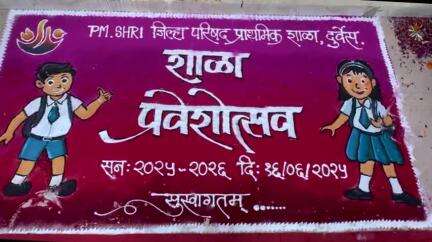 PM. SHRI जिल्हा परिषद प्राथमिक शाळा, दुर्वेस.
शाळा
प्रवेशोत्सव
सन: २०२५-२०२६ दि: १६/०६/२०२५
सुस्वागतम् ......